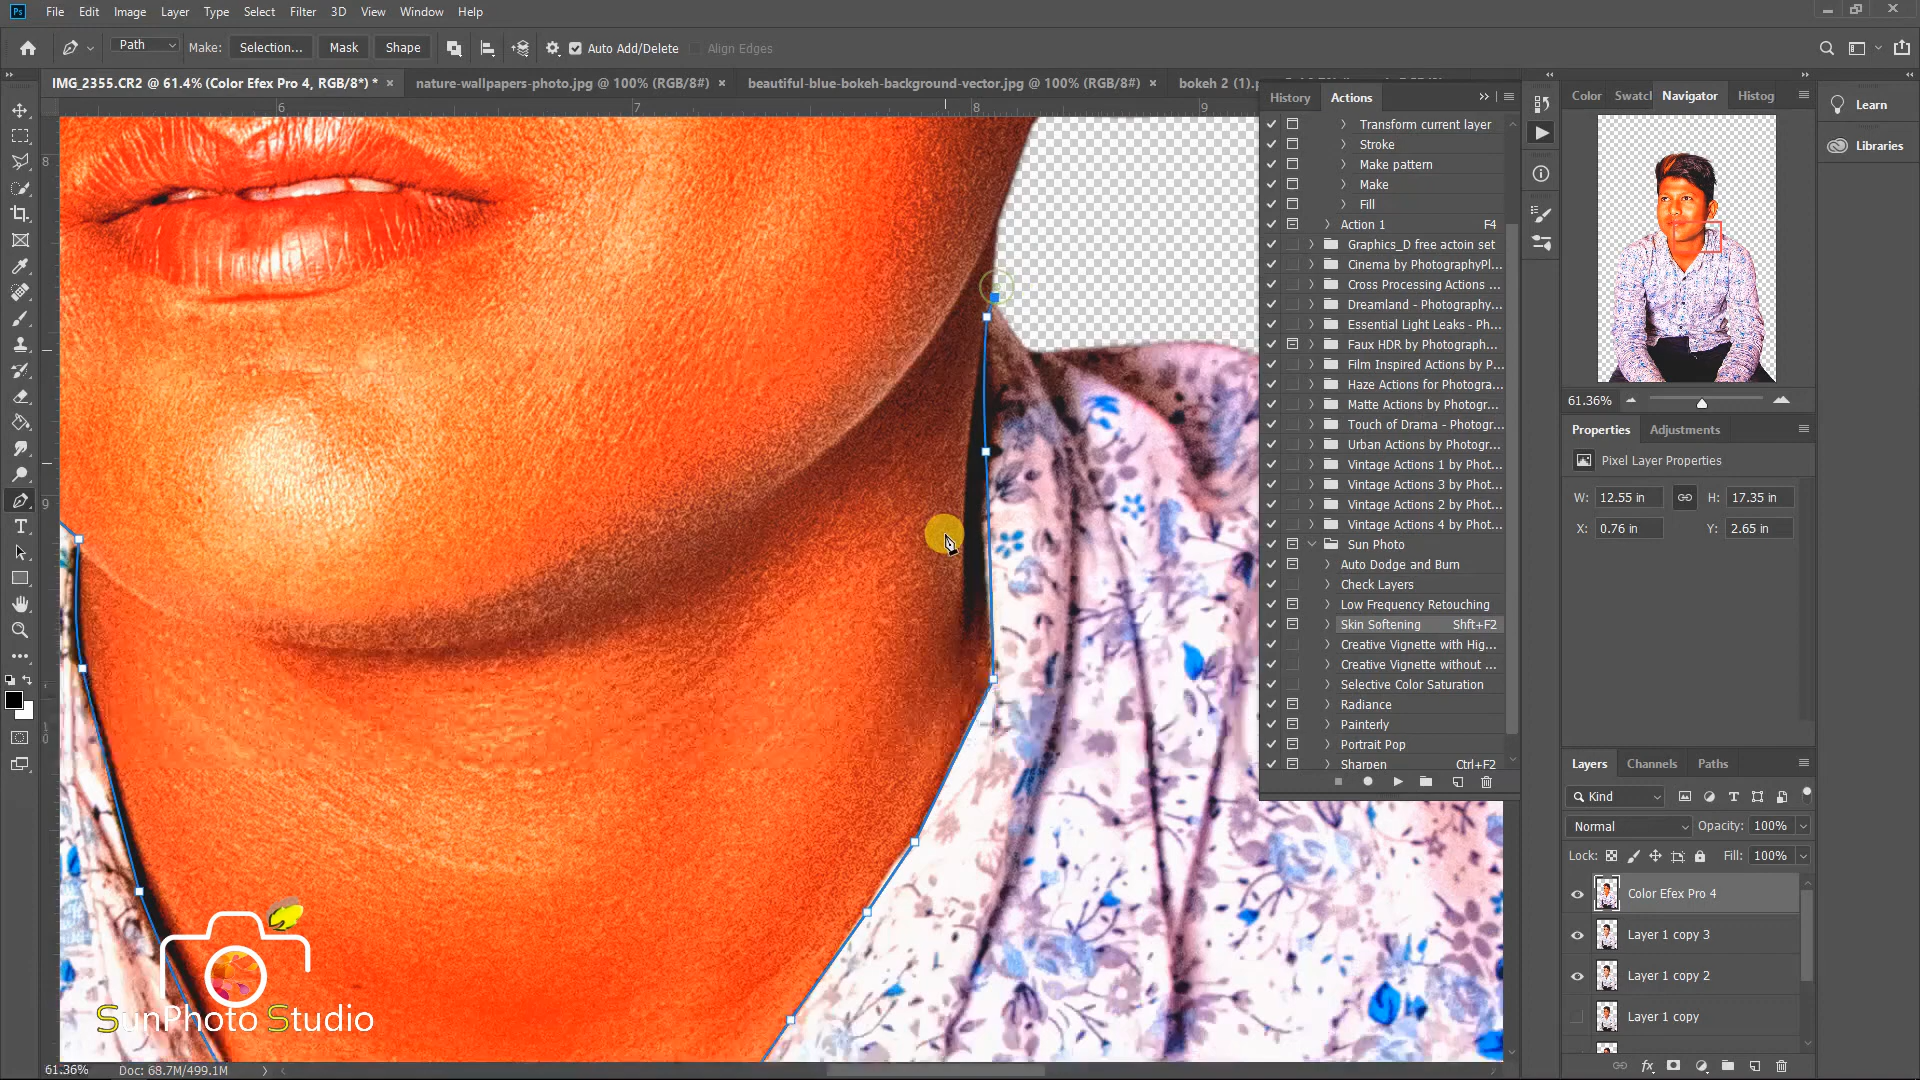 Ps File Edit Image Layer Type Select Filter 3D View Window Help
Path Make: Selection... Mask Shape Auto Add/Delete Align Edges
IMG_2355.CR2 @ 61.4% (Color Efex Pro 4, RGB/8*) * × nature-wallpapers-photo.jpg @ 100% (RGB/8#) × beautiful-blue-bokeh-background-vector.jpg @ 100% (RGB/8#) × bokeh 2 (1).
6 7 8 9
8
9
10
History Actions
Transform current layer
Stroke
Make pattern
Make
Fill
Action 1 F4
Graphics_D free actoin set
Cinema by PhotographyPl...
Cross Processing Actions ...
Dreamland - Photography...
Essential Light Leaks - Ph...
Faux HDR by Photograph...
Film Inspired Actions by P...
Haze Actions for Photogra...
Matte Actions by Photogr...
Touch of Drama - Photogr...
Urban Actions by Photogr...
Vintage Actions 1 by Phot...
Vintage Actions 3 by Phot...
Vintage Actions 2 by Phot...
Vintage Actions 4 by Phot...
Sun Photo
Auto Dodge and Burn
Check Layers
Low Frequency Retouching
Skin Softening Shft+F2
Creative Vignette with Hig...
Creative Vignette without ...
Selective Color Saturation
Radiance
Painterly
Portrait Pop
Sharpen Ctrl+F2
Color Swatcl Navigator Histog
61.36%
Properties Adjustments
Pixel Layer Properties
W: 12.55 in H: 17.35 in
X: 0.76 in Y: 2.65 in
Layers Channels Paths
Kind
Normal Opacity: 100%
Lock: Fill: 100%
Color Efex Pro 4
Layer 1 copy 3
Layer 1 copy 2
Layer 1 copy
fx
Learn
Libraries
SunPhoto Studio
61.36% Doc: 68.7M/499.1M